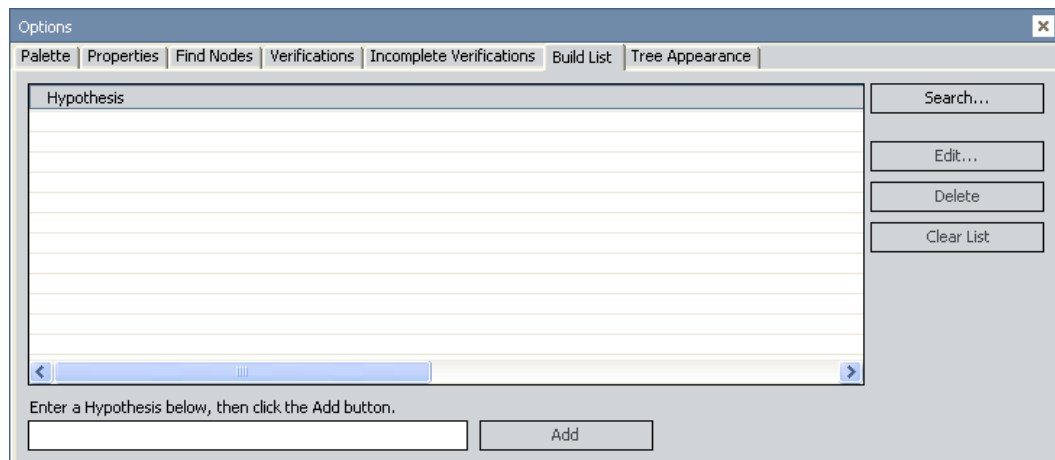 Options
Palette Properties Find Nodes Verifications Incomplete Verifications Build List Tree Appearance
Hypothesis
Search...
Edit...
Delete
Clear List
Enter a Hypothesis below, then click the Add button.
Add